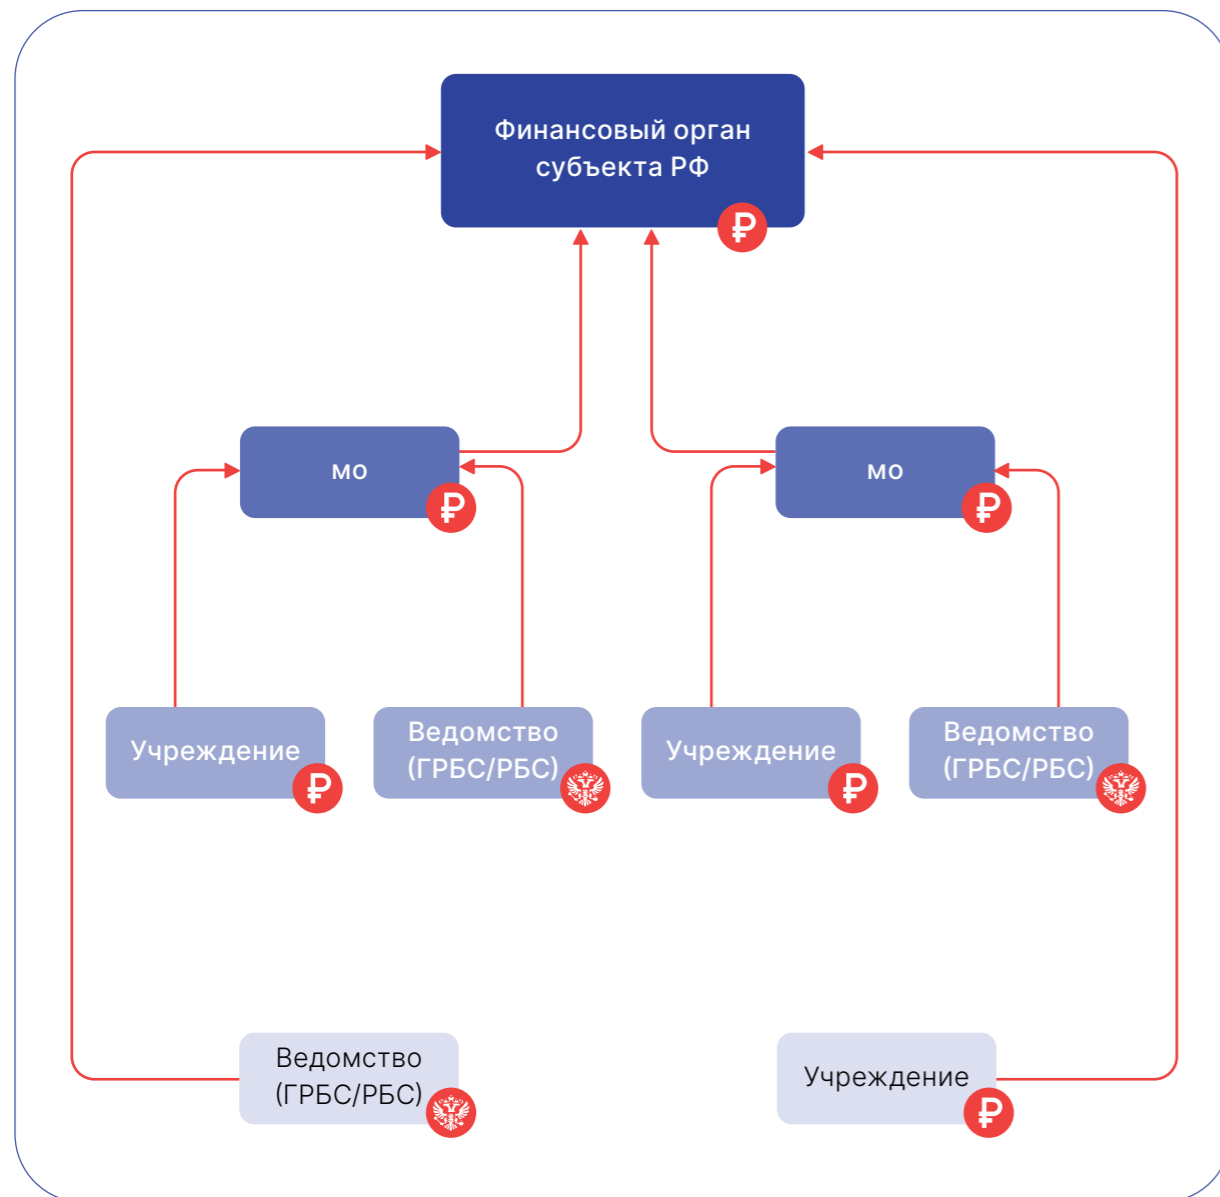 Финансовый орган
субъекта РФ
₽
мо
₽
мо
₽
Учреждение
₽
Ведомство
(ГРБС/РБС)
Учреждение
₽
Ведомство
(ГРБС/РБС)
Ведомство
(ГРБС/РБС)
Учреждение
₽